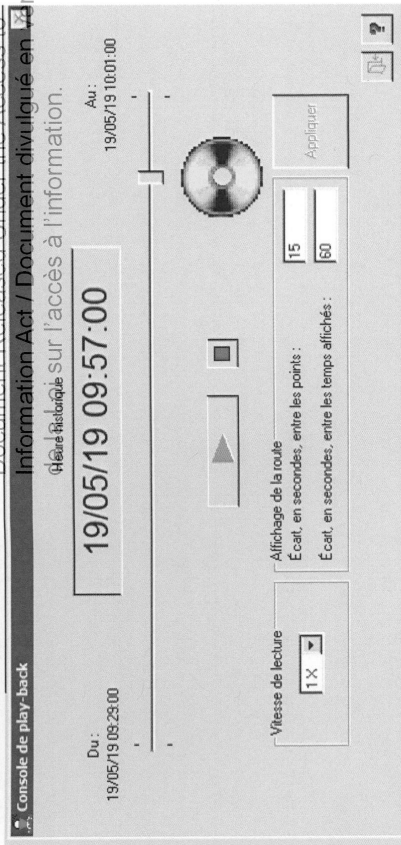 Information Act / Document divulgué en
de la Loi sur l'accès à l'information.
Console de play-back
Heure historique
19/05/19 09:57:00
Du :
19/05/19 09:29:00
Au :
19/05/19 10:01:00
Vitesse de lecture
1 X
Affichage de la route
Écart, en secondes, entre les points :
15
Écart, en secondes, entre les temps affichés :
60
Appliquer
?